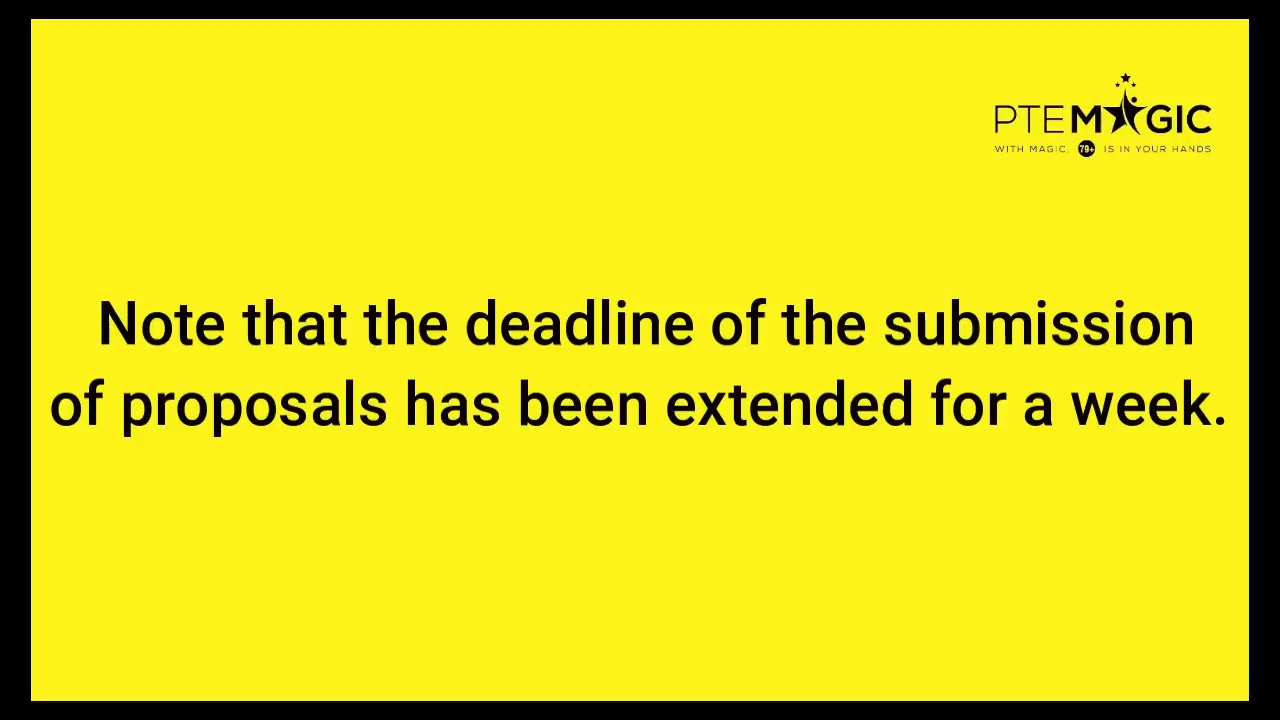 PTEMAGIC
WITH MAGIC, 79+ IS IN YOUR HANDS
Note that the deadline of the submission
of proposals has been extended for a week.